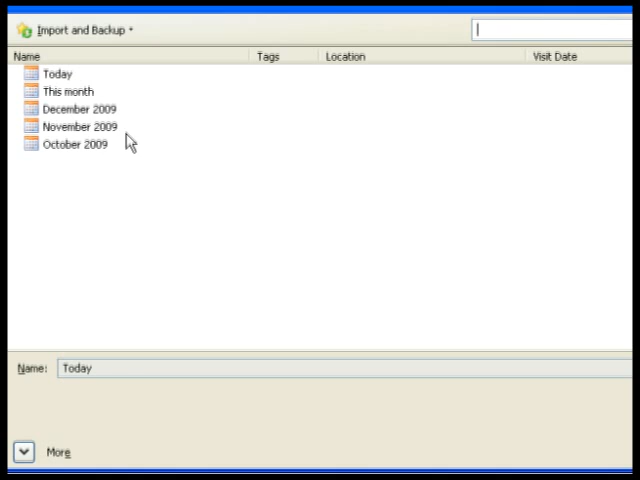 Import and Backup
Name Tags Location Visit Date
Today
This month
December 2009
November 2009
October 2009
Name: Today
More